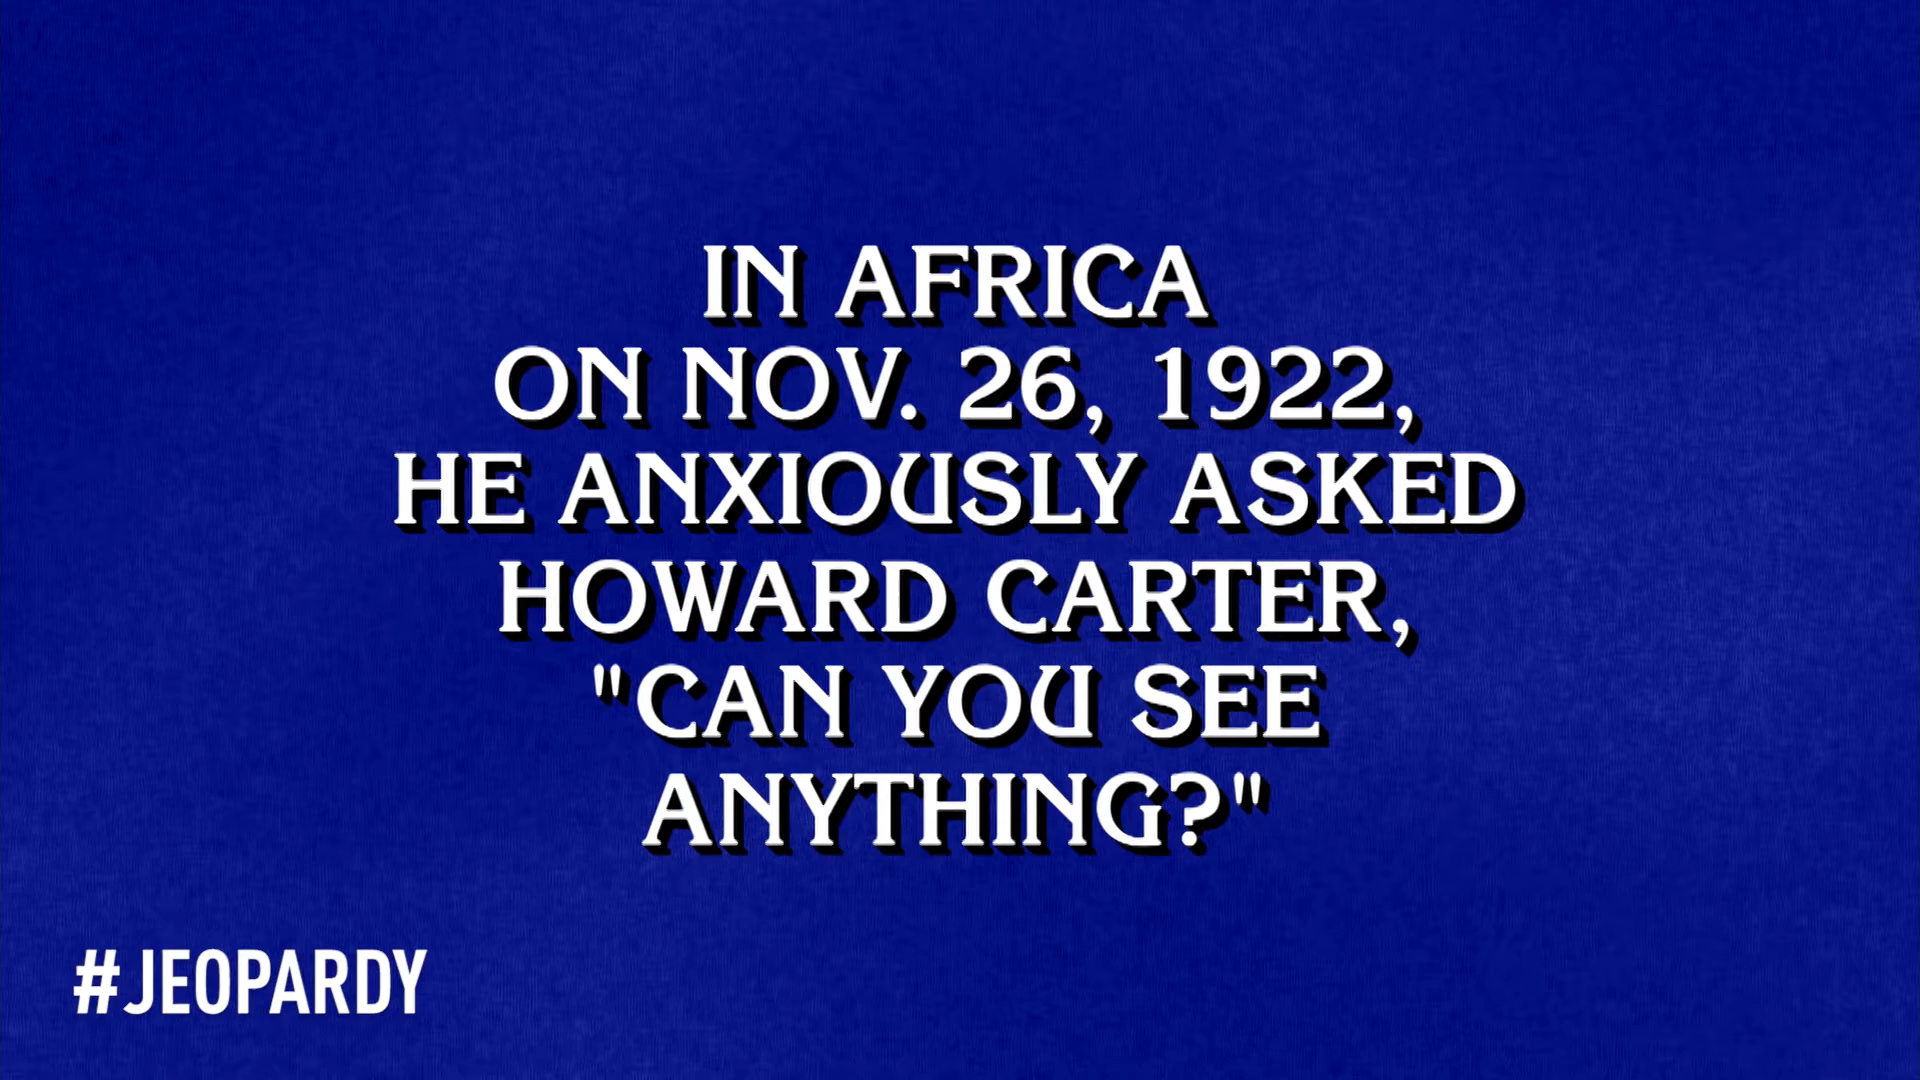 IN AFRICA
ON NOV. 26, 1922,
HE ANXIOUSLY ASKED
HOWARD CARTER,
"CAN YOU SEE
ANYTHING?"
#JEOPARDY